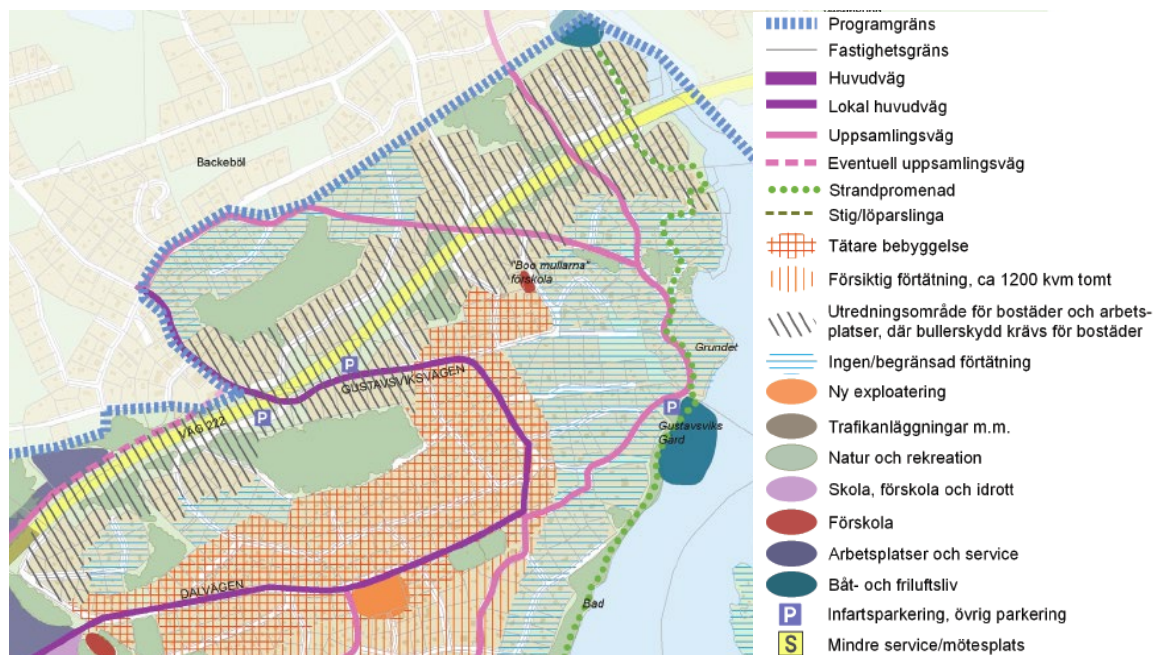 Backeböl
"Boo mullarna"
förskola
Grundet
P
GUSTAVSVIKSVÄGEN
P
VÄG 222
P
Gustavsviks
Gård
DALVÄGEN
Bad
Programgräns
Fastighetsgräns
Huvudväg
Lokal huvudväg
Uppsamlingsväg
Eventuell uppsamlingsväg
Strandpromenad
Stig/löparslinga
Tätare bebyggelse
Försiktig förtätning, ca 1200 kvm tomt
Utredningsområde för bostäder och arbets-
platser, där bullerskydd krävs för bostäder
Ingen/begränsad förtätning
Ny exploatering
Trafikanläggningar m.m.
Natur och rekreation
Skola, förskola och idrott
Förskola
Arbetsplatser och service
Båt- och friluftsliv
P Infartsparkering, övrig parkering
S Mindre service/mötesplats